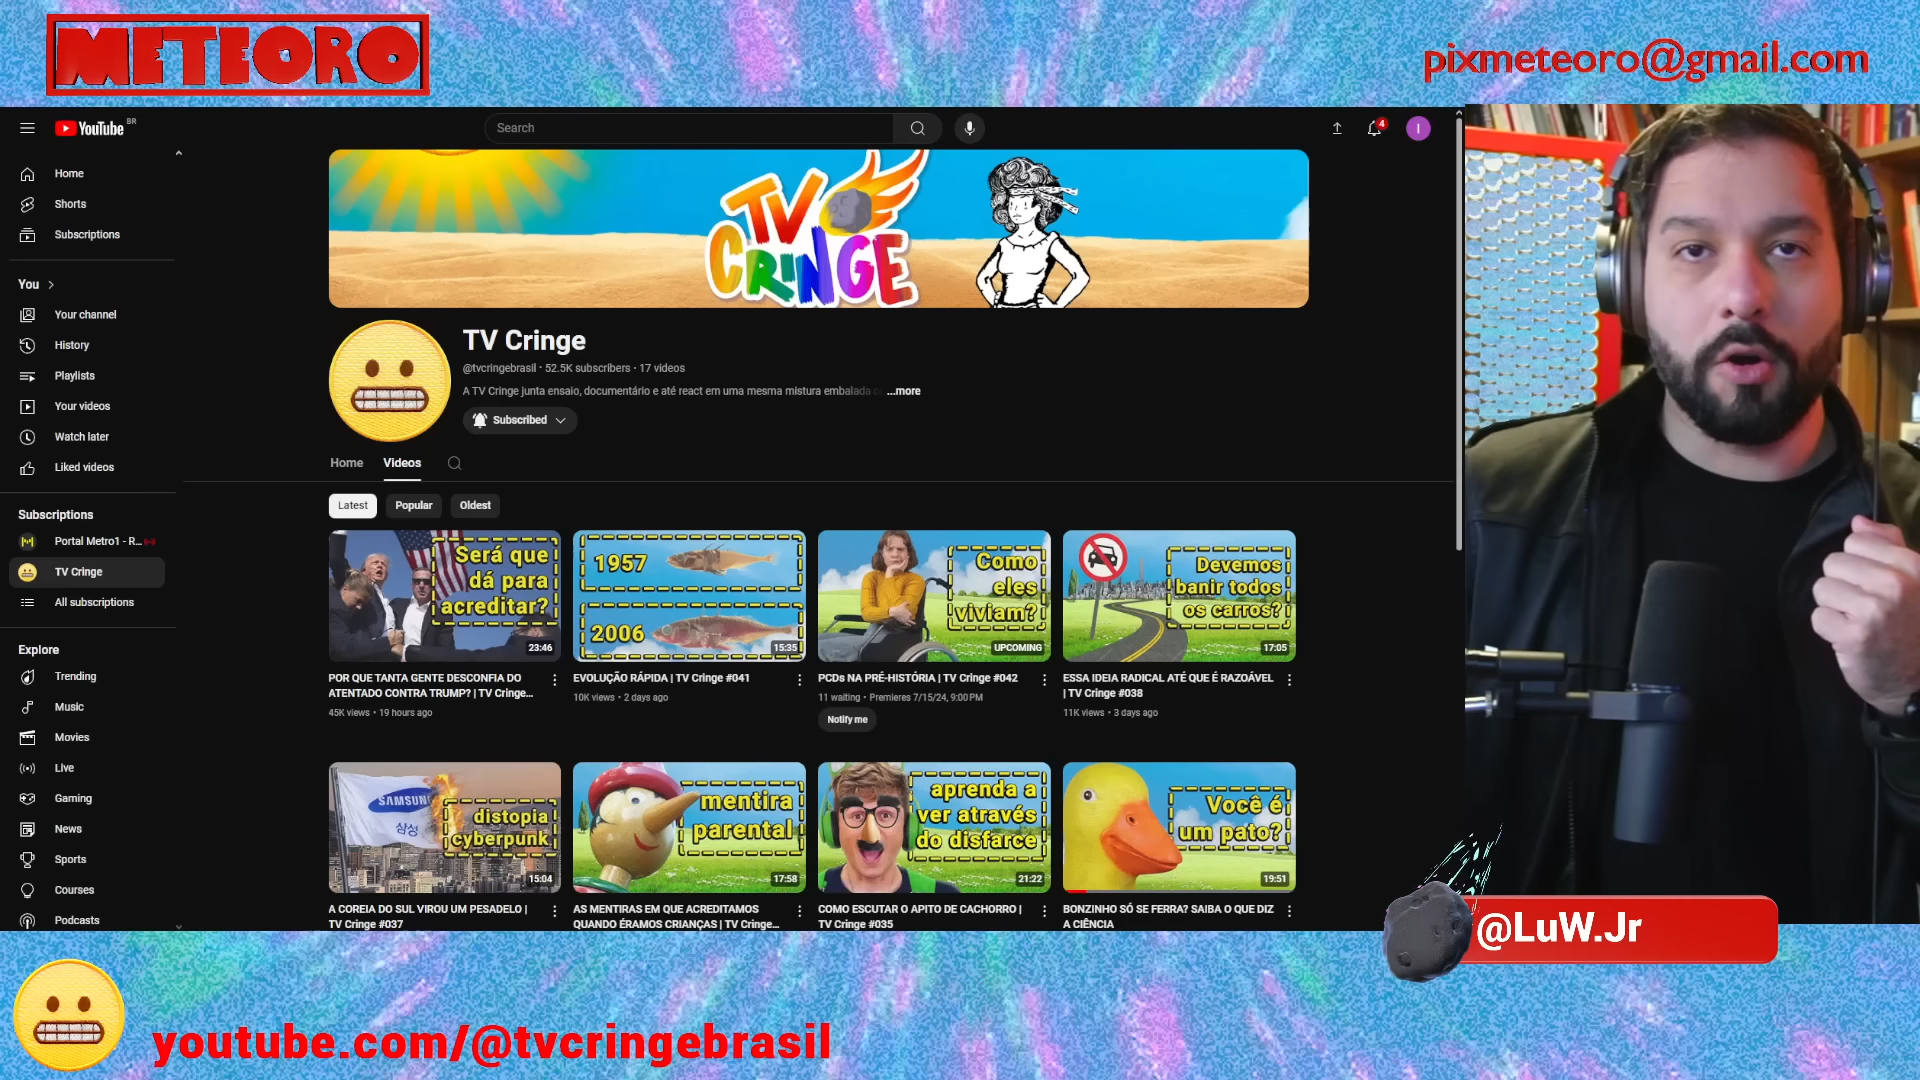 METEORO
pixmeteoro@gmail.com
YouTube BR
Search
4
I
Home
Shorts
Subscriptions
You
Your channel
History
Playlists
Your videos
Watch later
Liked videos
Subscriptions
Portal Metro1 - R...
TV Cringe
All subscriptions
Explore
Trending
Music
Movies
Live
Gaming
News
Sports
Courses
Podcasts
TV
CRINGE
TV Cringe
@tvcringebrasil • 52.5K subscribers • 17 videos
A TV Cringe junta ensaio, documentário e até react em uma mesma mistura embalada ...more
Subscribed
Home Videos
Latest Popular Oldest
Será que
dá para
acreditar?
23:46
POR QUE TANTA GENTE DESCONFIA DO
ATENTADO CONTRA TRUMP? | TV Cringe...
45K views • 19 hours ago
1957
2006
15:35
EVOLUÇÃO RÁPIDA | TV Cringe #041
10K views • 2 days ago
Como
eles
viviam?
UPCOMING
PCDs NA PRÉ-HISTÓRIA | TV Cringe #042
11 waiting • Premieres 7/15/24, 9:00 PM
Notify me
Devemos
banir todos
os carros?
17:05
ESSA IDEIA RADICAL ATÉ QUE É RAZOÁVEL
| TV Cringe #038
11K views • 3 days ago
SAMSUNG
삼성
distopia
cyberpunk
15:04
A COREIA DO SUL VIROU UM PESADELO |
TV Cringe #037
mentira
parental
17:58
AS MENTIRAS EM QUE ACREDITAMOS
QUANDO ÉRAMOS CRIANÇAS | TV Cringe...
aprenda a
ver através
do disfarce
21:22
COMO ESCUTAR O APITO DE CACHORRO |
TV Cringe #035
Você é
um pato?
19:51
BONZINHO SÓ SE FERRA? SAIBA O QUE DIZ
A CIÊNCIA
@LuW.Jr
youtube.com/@tvcringebrasil